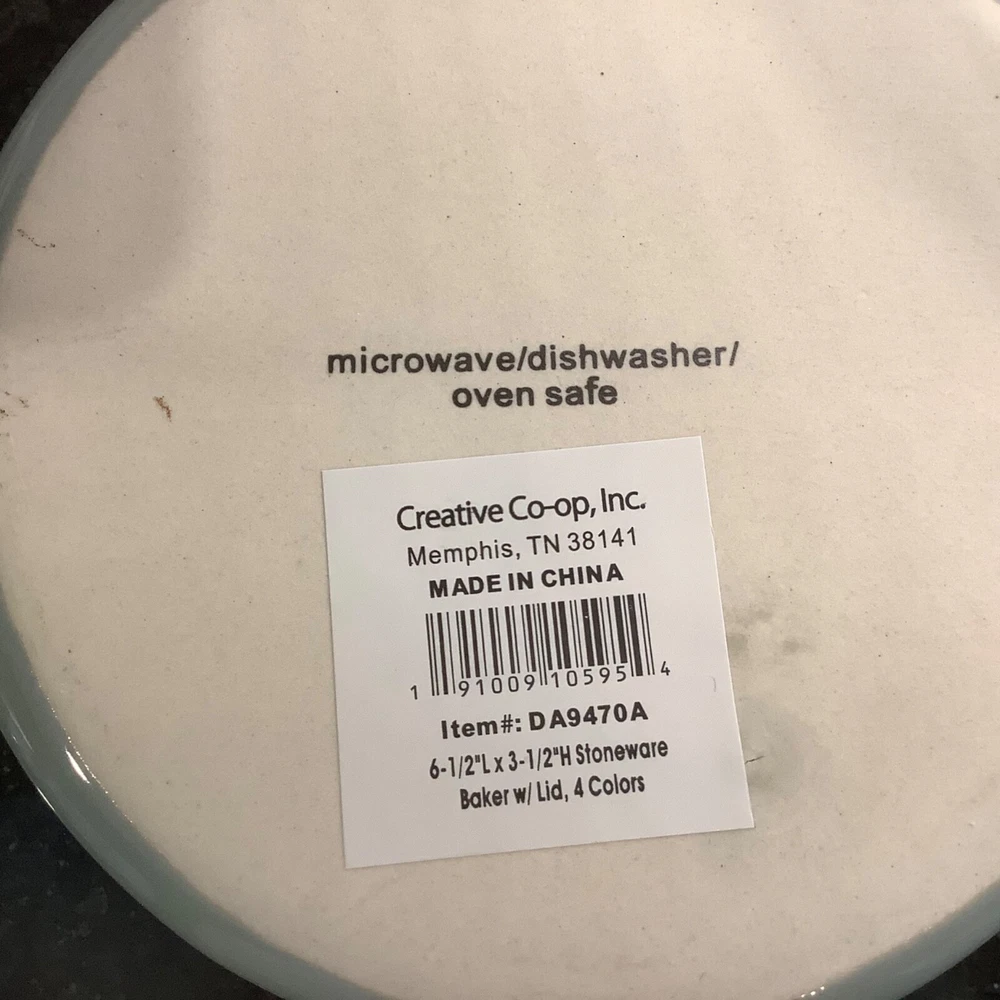 microwave/dishwasher/
oven safe
Creative Co-op, Inc.
Memphis, TN 38141
MADE IN CHINA
1 91009 10595 4
Item#: DA9470A
6-1/2"L x 3-1/2"H Stoneware
Baker w/ Lid, 4 Colors